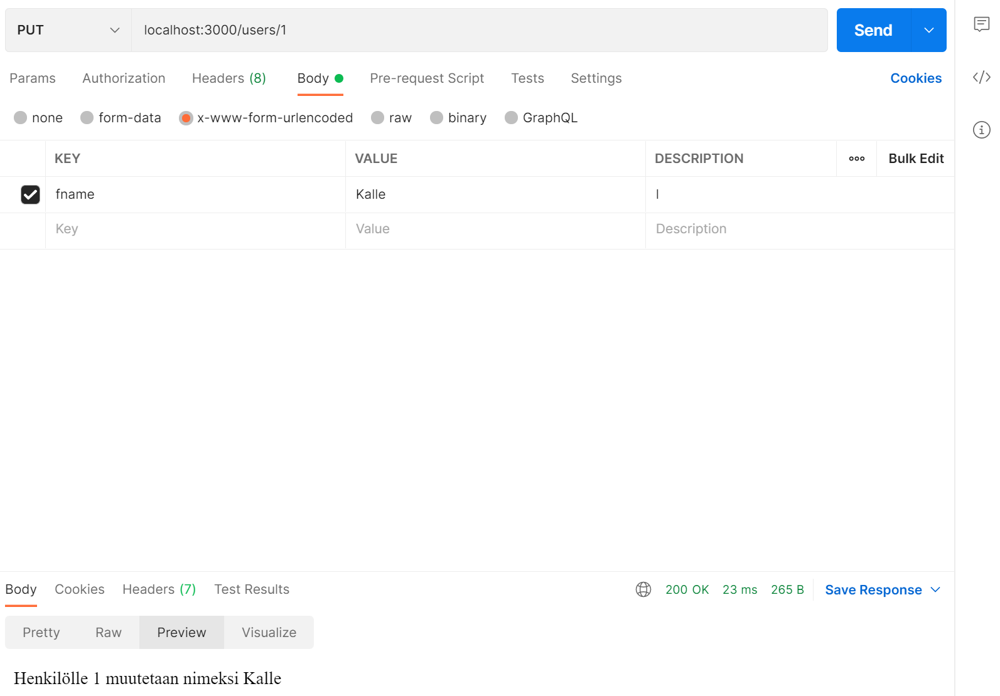 PUT localhost:3000/users/1 Send
Params Authorization Headers (8) Body Pre-request Script Tests Settings Cookies
none form-data x-www-form-urlencoded raw binary GraphQL
KEY VALUE DESCRIPTION ooo Bulk Edit
fname Kalle l
Key Value Description
Body Cookies Headers (7) Test Results 200 OK 23 ms 265 B Save Response
Pretty Raw Preview Visualize
Henkilölle 1 muutetaan nimeksi Kalle